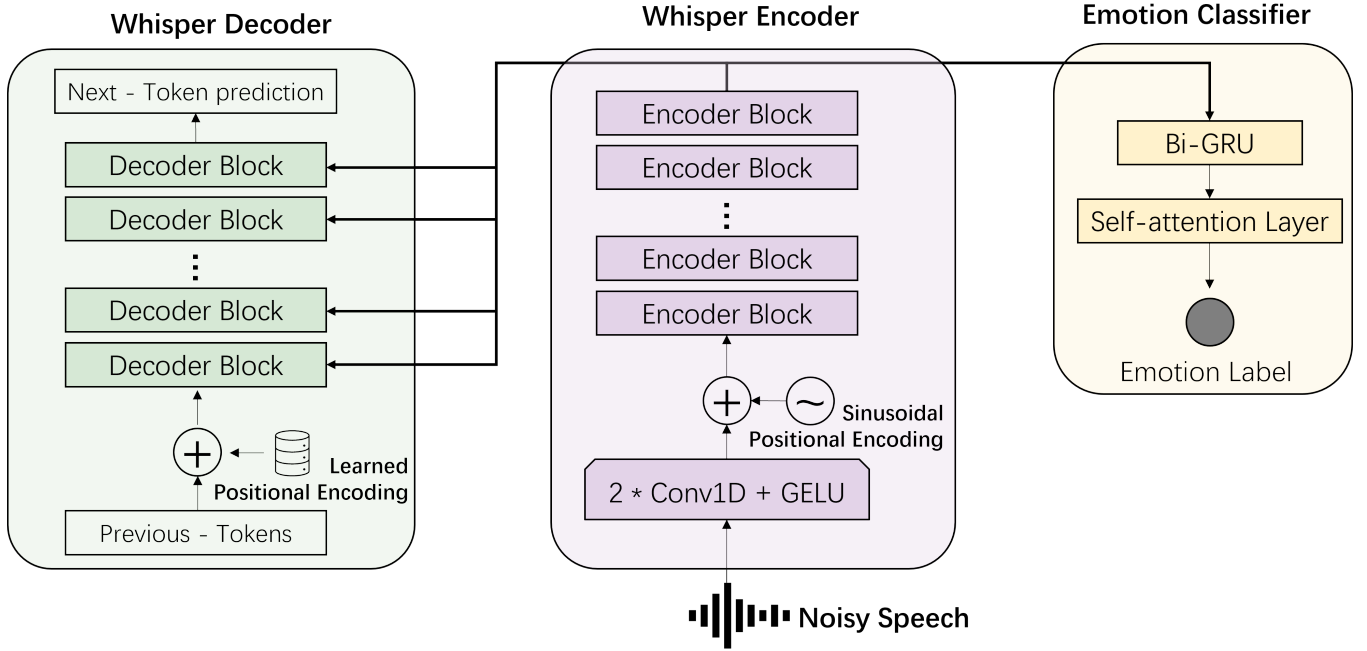 Whisper Decoder
Next - Token prediction
Decoder Block
Decoder Block
Decoder Block
Decoder Block
Learned
Positional Encoding
Previous - Tokens
Whisper Encoder
Encoder Block
Encoder Block
Encoder Block
Encoder Block
Sinusoidal
Positional Encoding
2 * Conv1D + GELU
Noisy Speech
Emotion Classifier
Bi-GRU
Self-attention Layer
Emotion Label